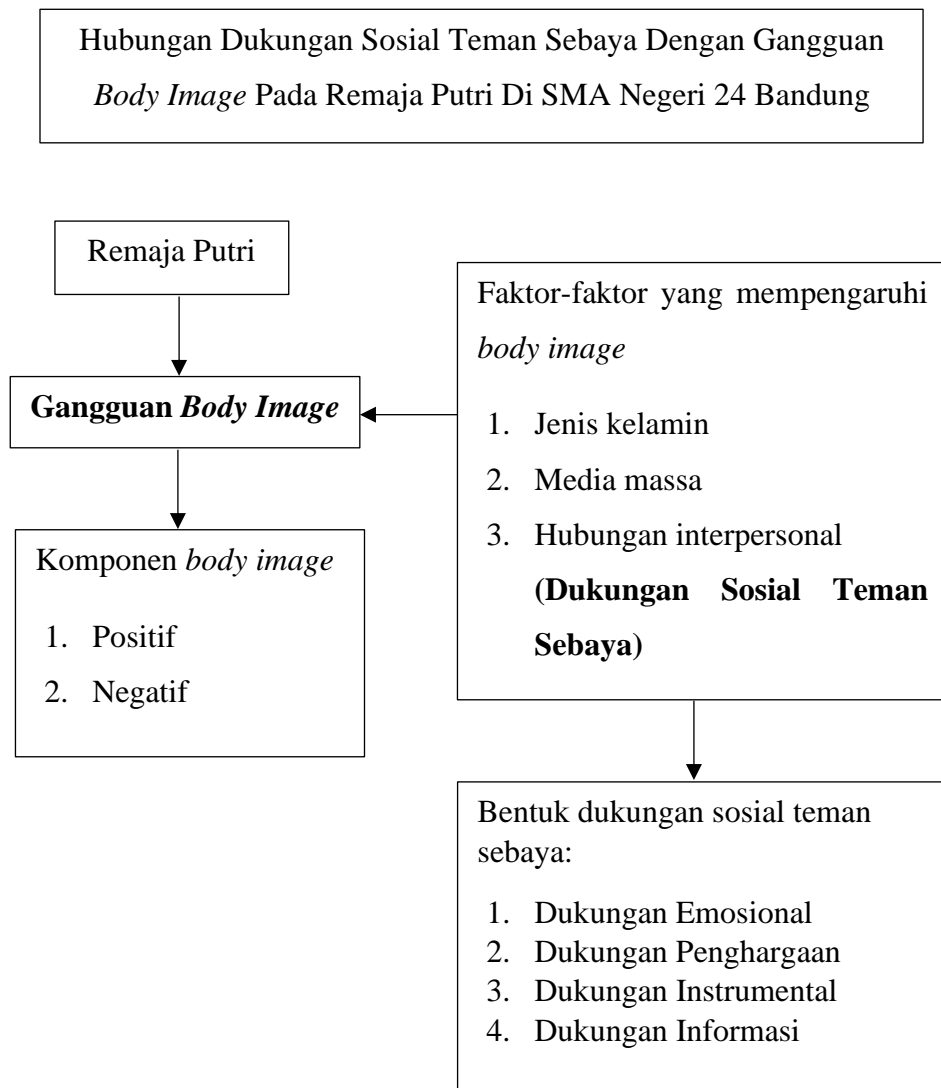 Hubungan Dukungan Sosial Teman Sebaya Dengan Gangguan
Body Image Pada Remaja Putri Di SMA Negeri 24 Bandung
Remaja Putri
Gangguan Body Image
Komponen body image
1. Positif
2. Negatif
Faktor-faktor yang mempengaruhi
body image
1. Jenis kelamin
2. Media massa
3. Hubungan interpersonal
(Dukungan Sosial Teman
Sebaya)
Bentuk dukungan sosial teman
sebaya:
1. Dukungan Emosional
2. Dukungan Penghargaan
3. Dukungan Instrumental
4. Dukungan Informasi